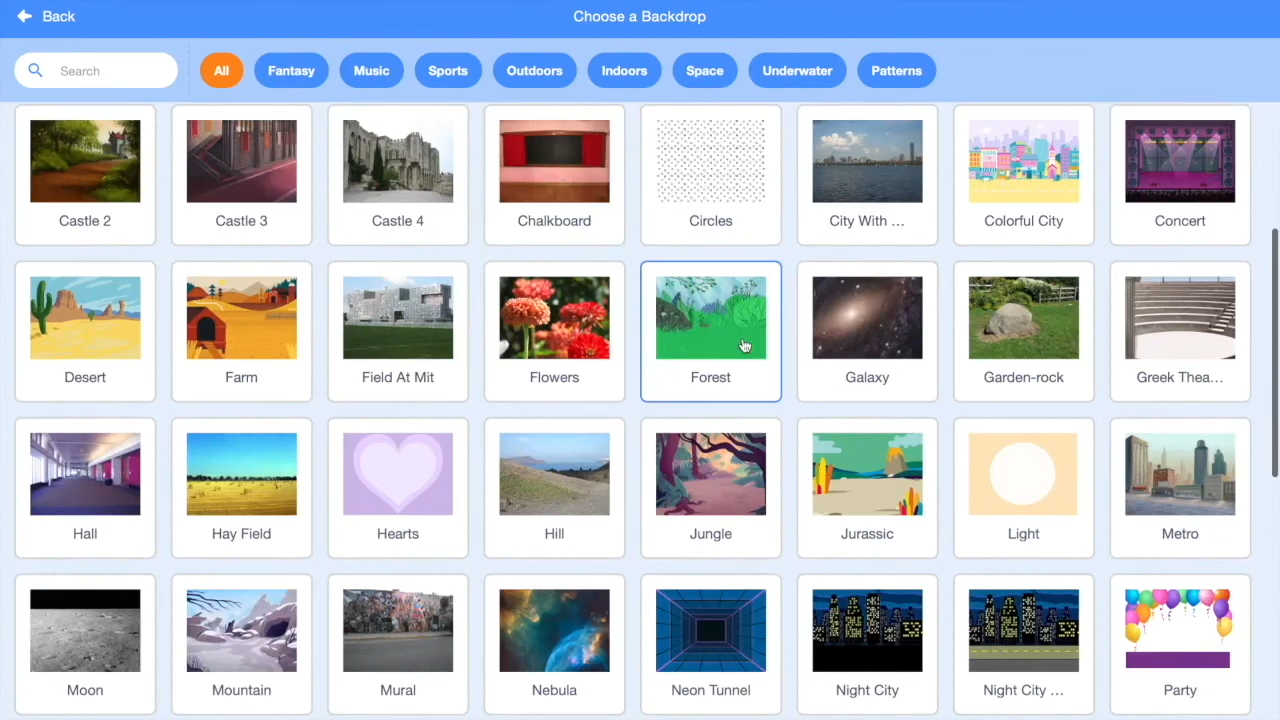 Back
Choose a Backdrop
Search
All
Fantasy
Music
Sports
Outdoors
Indoors
Space
Underwater
Patterns
Castle 2
Castle 3
Castle 4
Chalkboard
Circles
City With ...
Colorful City
Concert
Desert
Farm
Field At Mit
Flowers
Forest
Galaxy
Garden-rock
Greek Thea...
Hall
Hay Field
Hearts
Hill
Jungle
Jurassic
Light
Metro
Moon
Mountain
Mural
Nebula
Neon Tunnel
Night City
Night City ...
Party